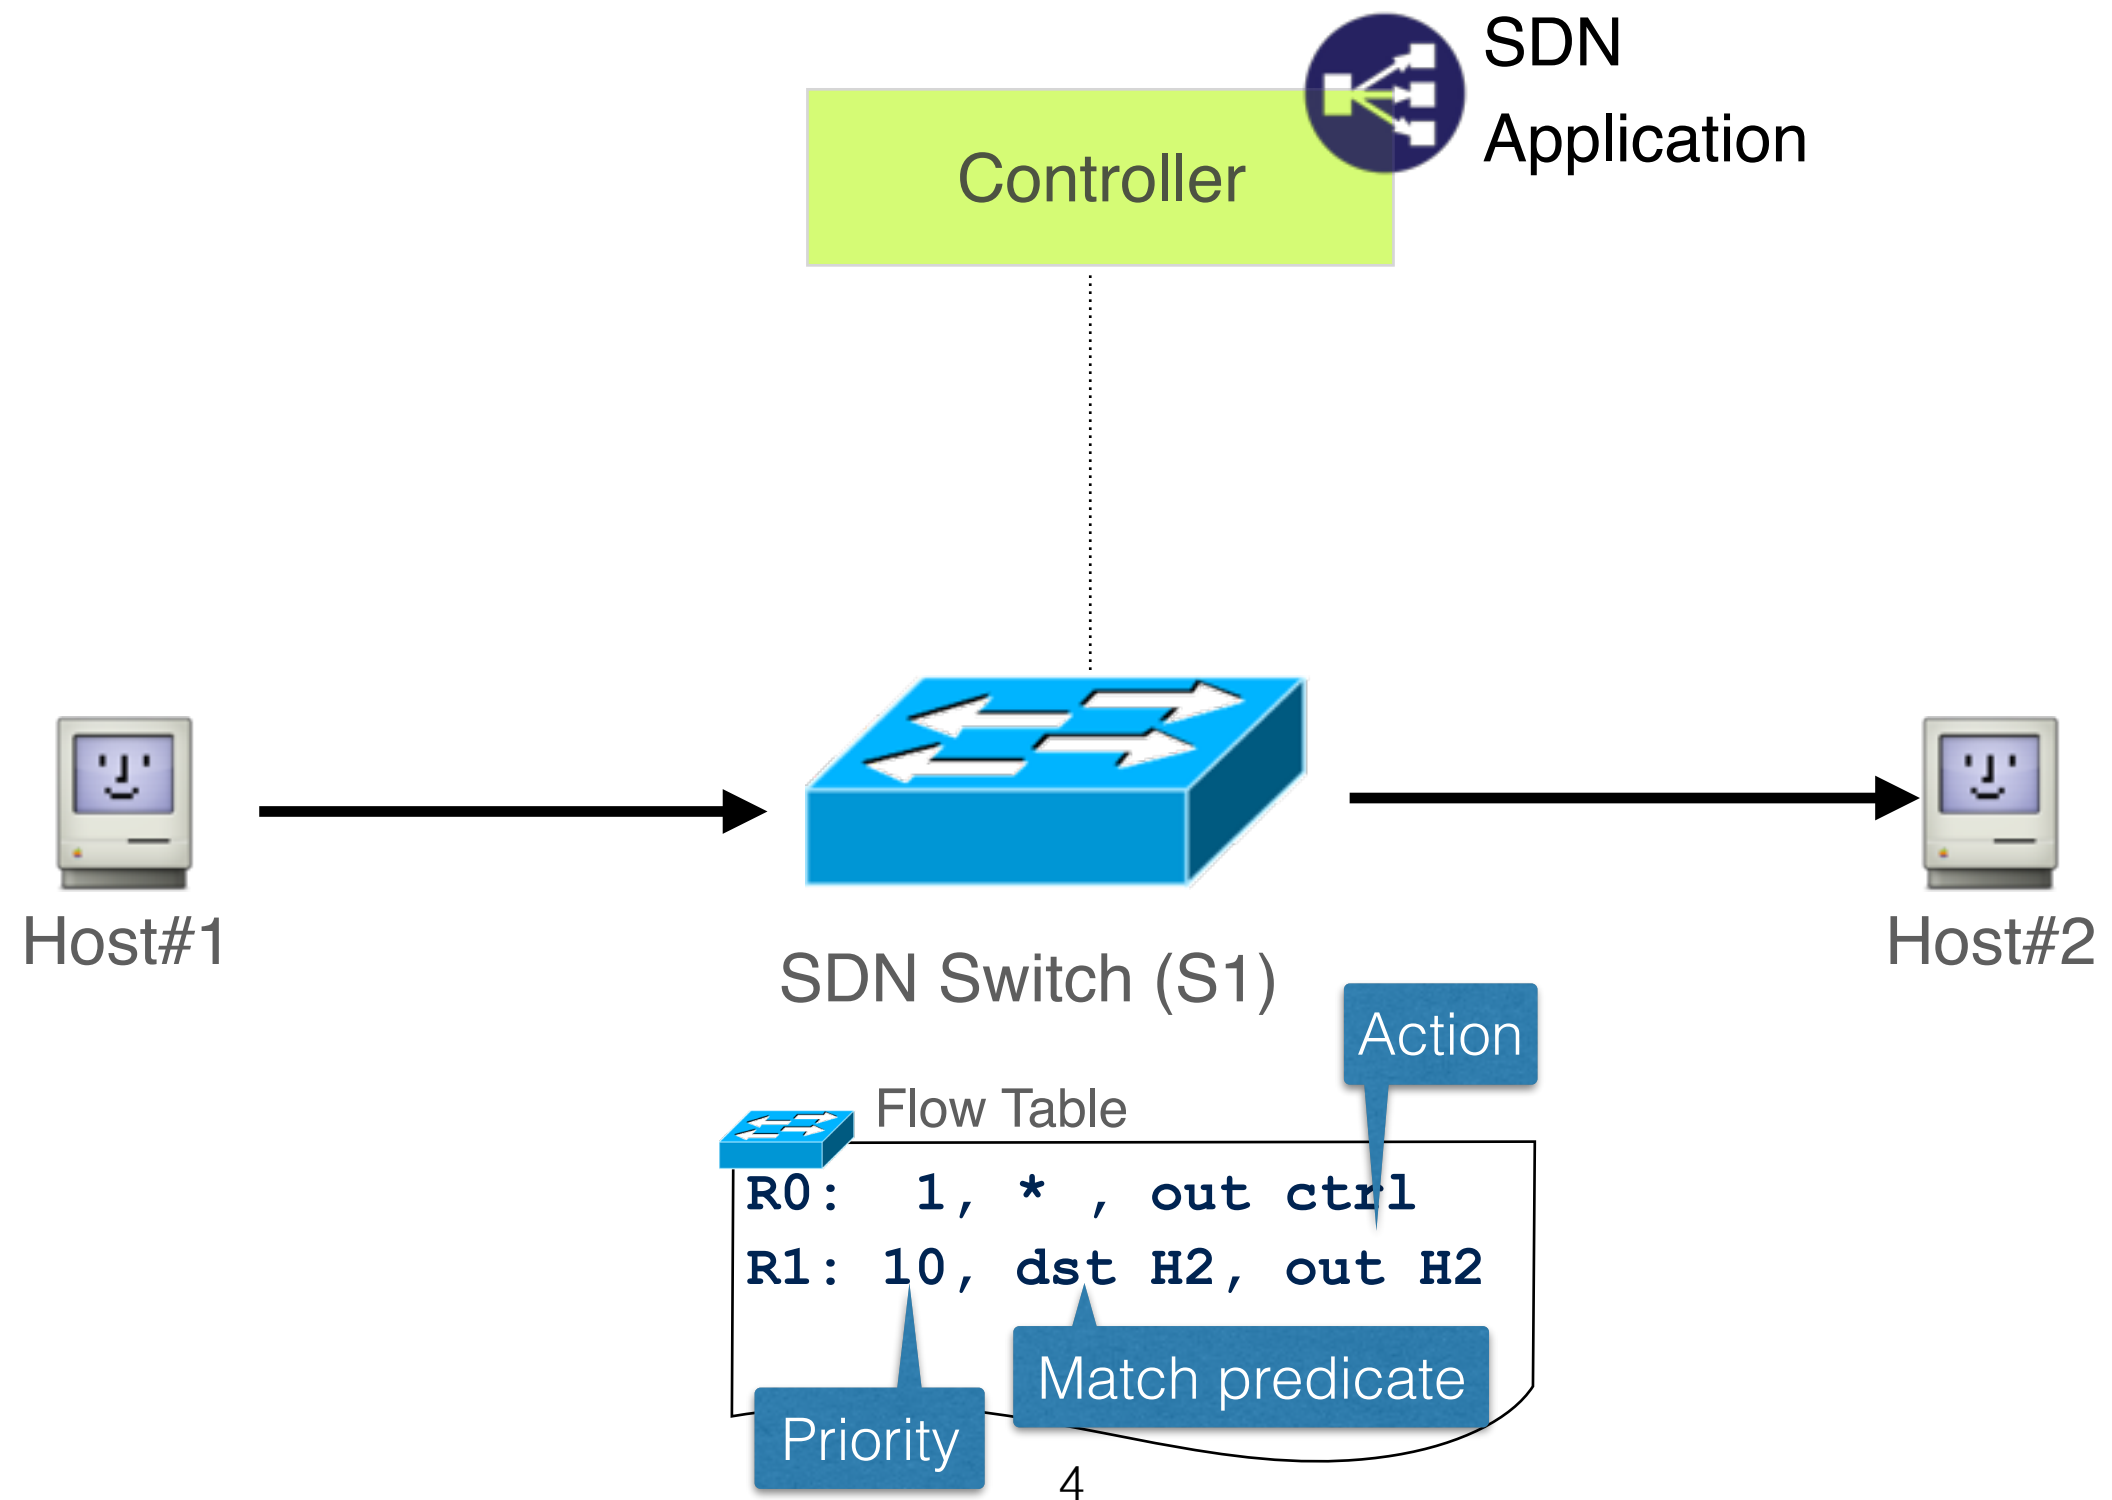 SDN
Application
Controller
Host#1
Host#2
SDN Switch (S1)
Action
Flow Table
R0: 1, * , out ctrl
R1: 10, dst H2, out H2
Match predicate
Priority
4